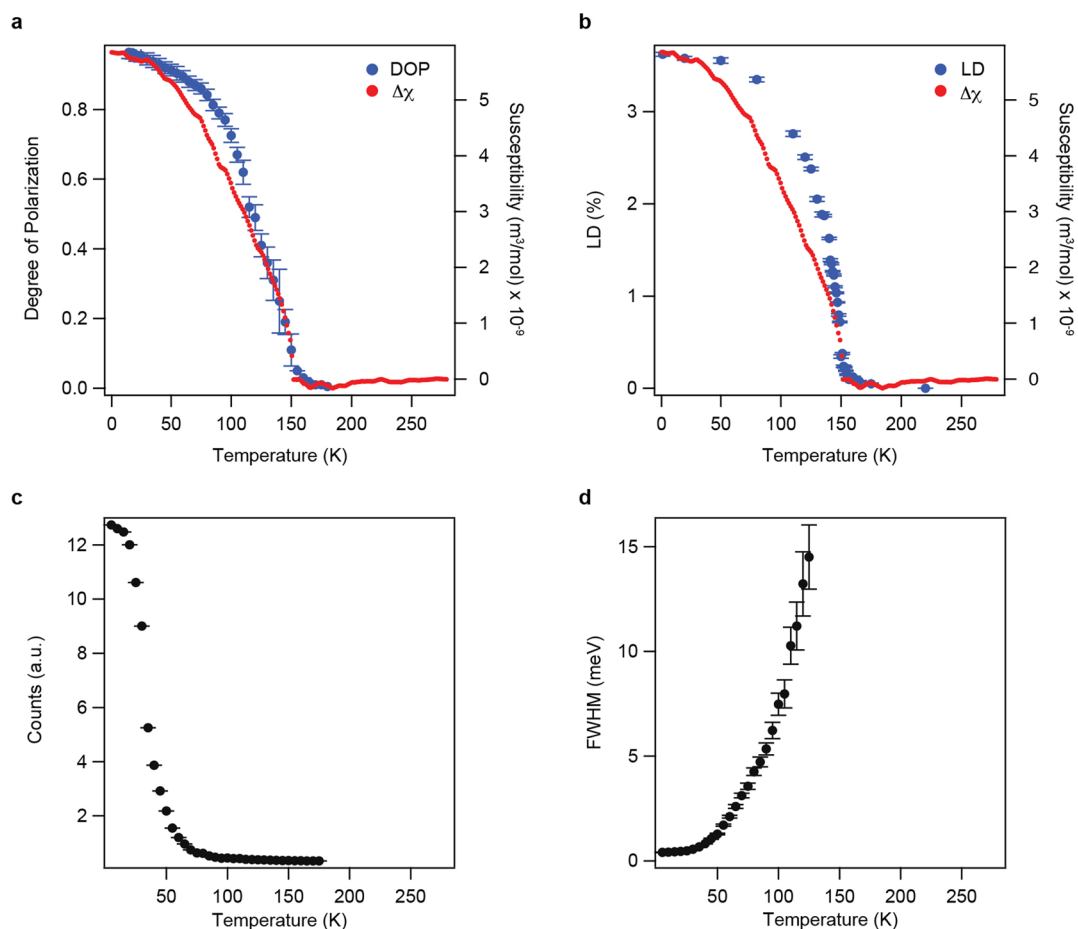 a
DOP
Δχ
Degree of Polarization
0.8
0.6
0.4
0.2
0.0
5
4
3
2
1
0
Susceptibility (m³/mol) x 10⁻⁹
0 50 100 150 200 250
Temperature (K)
b
LD
Δχ
LD (%)
3
2
1
0
5
4
3
2
1
0
Susceptibility (m³/mol) x 10⁻⁹
0 50 100 150 200 250
Temperature (K)
c
Counts (a.u.)
12
10
8
6
4
2
50 100 150 200 250
Temperature (K)
d
FWHM (meV)
15
10
5
0
50 100 150 200 250
Temperature (K)